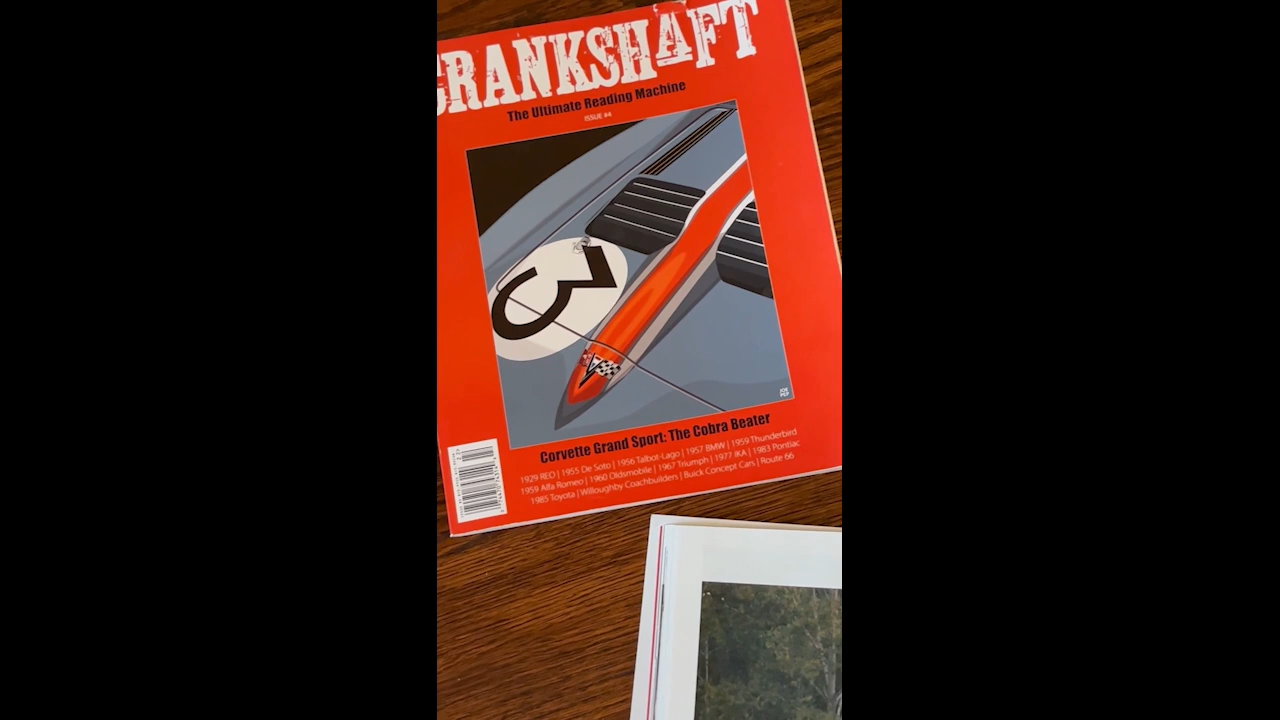 CRANKSHAFT
The Ultimate Reading Machine
ISSUE #4
3
JOE
PEP
Corvette Grand Sport: The Cobra Beater
1929 REO | 1955 De Soto | 1956 Talbot-Lago | 1957 BMW | 1959 Thunderbird
1959 Alfa Romeo | 1960 Oldsmobile | 1967 Triumph | 1977 IKA | 1983 Pontiac
1985 Toyota | Willoughby Coachbuilders | Buick Concept Cars | Route 66